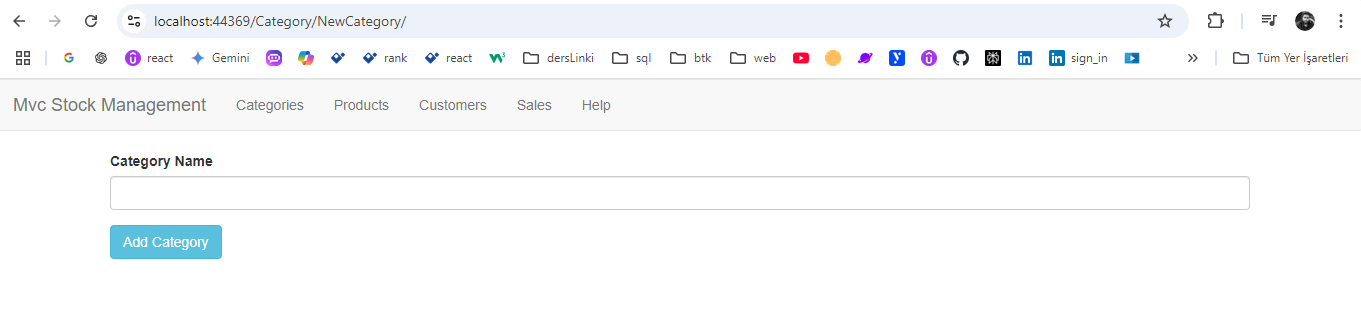 localhost:44369/Category/NewCategory/
react Gemini rank react dersLinki sql btk web sign_in Tüm Yer İşaretleri
Mvc Stock Management Categories Products Customers Sales Help
Category Name
Add Category